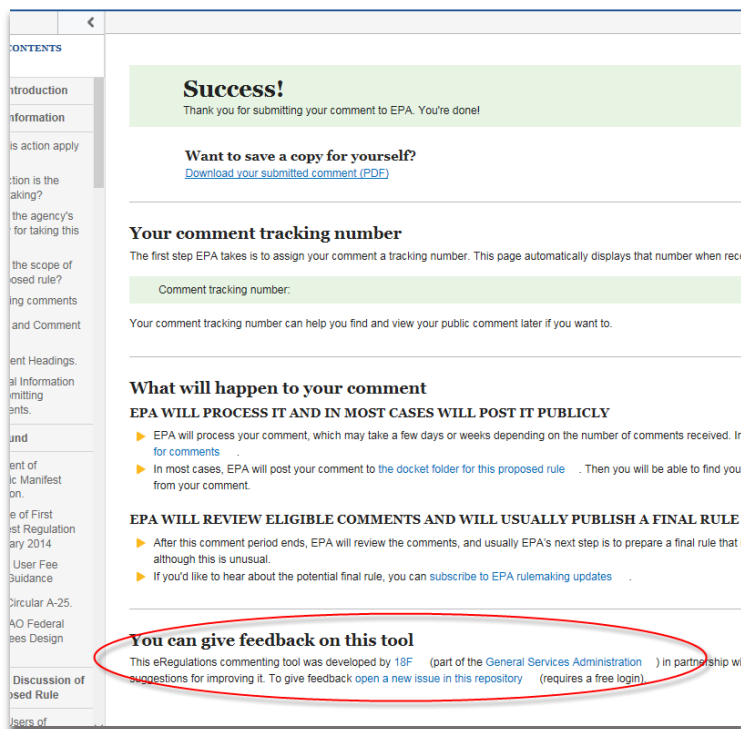 CONTENTS
ntroduction
nformation
is action apply
ction is the
aking?
the agency's
for taking this
the scope of
osed rule?
ing comments
and Comment
ent Headings.
al Information
omitting
ents.
und
ent of
ic Manifest
on.
e of First
est Regulation
ary 2014
User Fee
Guidance
Circular A-25.
AO Federal
ees Design
Discussion of
osed Rule
Users of
Success!
Thank you for submitting your comment to EPA. You're done!
Want to save a copy for yourself?
Download your submitted comment (PDF)
Your comment tracking number
The first step EPA takes is to assign your comment a tracking number. This page automatically displays that number when rec
Comment tracking number:
Your comment tracking number can help you find and view your public comment later if you want to.
What will happen to your comment
EPA WILL PROCESS IT AND IN MOST CASES WILL POST IT PUBLICLY
EPA will process your comment, which may take a few days or weeks depending on the number of comments received. In
for comments .
In most cases, EPA will post your comment to the docket folder for this proposed rule . Then you will be able to find you
from your comment.
EPA WILL REVIEW ELIGIBLE COMMENTS AND WILL USUALLY PUBLISH A FINAL RULE
After this comment period ends, EPA will review the comments, and usually EPA's next step is to prepare a final rule that
although this is unusual.
If you'd like to hear about the potential final rule, you can subscribe to EPA rulemaking updates .
You can give feedback on this tool
This eRegulations commenting tool was developed by 18F (part of the General Services Administration ) in partnership wi
suggestions for improving it. To give feedback open a new issue in this repository (requires a free login).